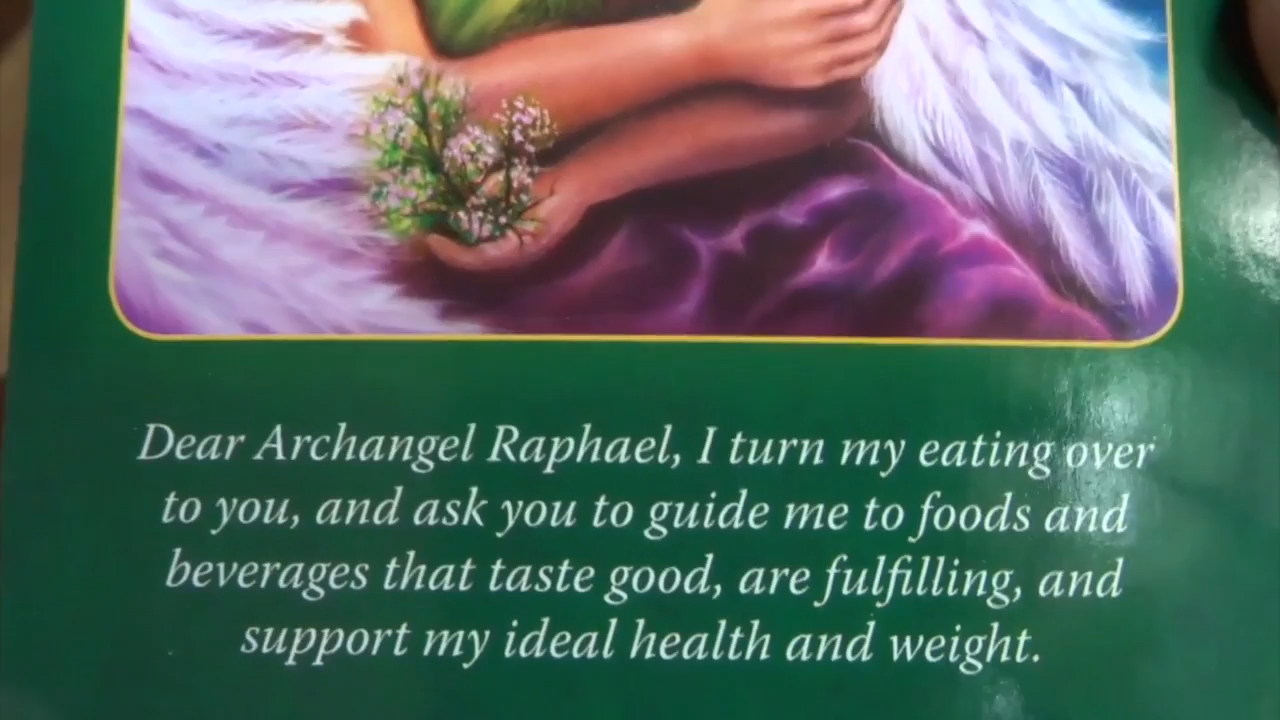 Dear Archangel Raphael, I turn my eating over
to you, and ask you to guide me to foods and
beverages that taste good, are fulfilling, and
support my ideal health and weight.